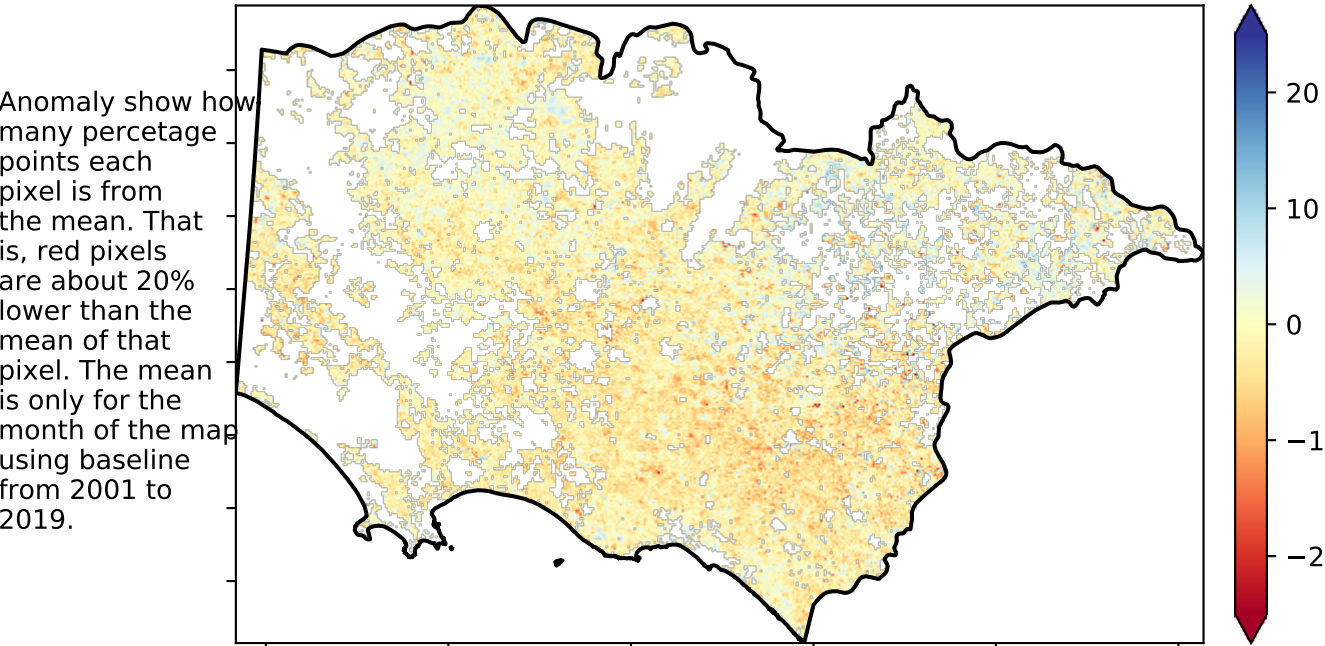 Anomaly show how
many percetage
points each
pixel is from
the mean. That
is, red pixels
are about 20%
lower than the
mean of that
pixel. The mean
is only for the
month of the map
using baseline
from 2001 to
2019.
20
10
0
−1
−2